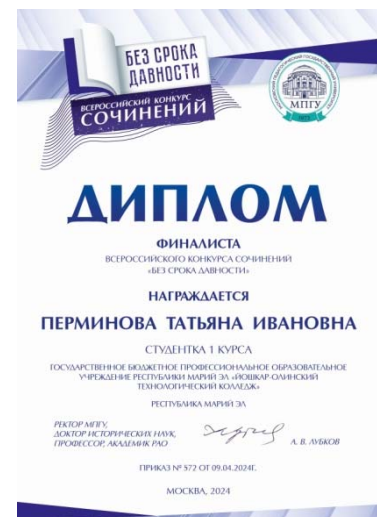 БЕЗ СРОКА
ДАВНОСТИ
ВСЕРОССИЙСКИЙ КОНКУРС
СОЧИНЕНИЙ
МПГУ
ДИПЛОМ
ФИНАЛИСТА
ВСЕРОССИЙСКОГО КОНКУРСА СОЧИНЕНИЙ
«БЕЗ СРОКА ДАВНОСТИ»
НАГРАЖДАЕТСЯ
ПЕРМИНОВА ТАТЬЯНА ИВАНОВНА
СТУДЕНТКА 1 КУРСА
ГОСУДАРСТВЕННОЕ БЮДЖЕТНОЕ ПРОФЕССИОНАЛЬНОЕ ОБРАЗОВАТЕЛЬНОЕ
УЧРЕЖДЕНИЕ РЕСПУБЛИКИ МАРИЙ ЭЛ «ЙОШКАР-ОЛИНСКИЙ
ТЕХНОЛОГИЧЕСКИЙ КОЛЛЕДЖ»
РЕСПУБЛИКА МАРИЙ ЭЛ
РЕКТОР МПГУ,
ДОКТОР ИСТОРИЧЕСКИХ НАУК,
ПРОФЕССОР, АКАДЕМИК РАО
А. В. ЛУБКОВ
ПРИКАЗ № 572 ОТ 09.04.2024Г.
МОСКВА, 2024